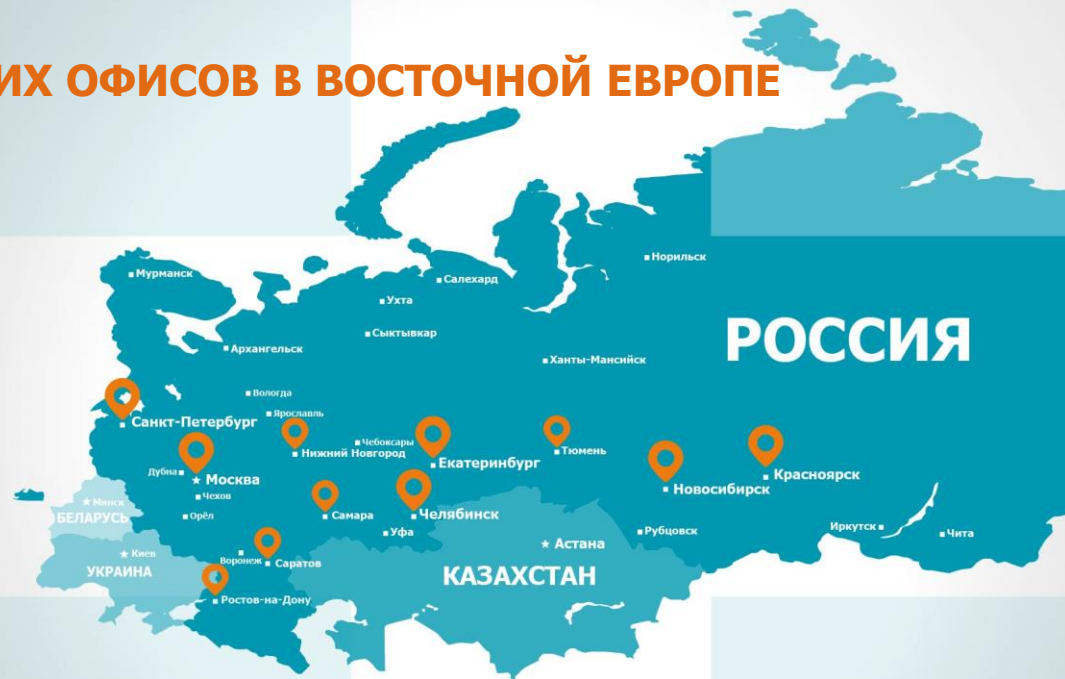 ИХ ОФИСОВ В ВОСТОЧНОЙ ЕВРОПЕ
Норильск
Мурманск
Салехард
Ухта
Сыктывкар
РОССИЯ
Архангельск
Ханты-Мансийск
Вологда
Ярославль
Санкт-Петербург
Чебоксары
Нижний Новгород
Тюмень
Екатеринбург
Дубна
Москва
Красноярск
Новосибирск
Чехов
Минск
БЕЛАРУСЬ
Орёл
Самара
Челябинск
Уфа
Рубцовск
Иркутск
Чита
Астана
Киев
УКРАИНА
Воронеж
Саратов
КАЗАХСТАН
Ростов-на-Дону